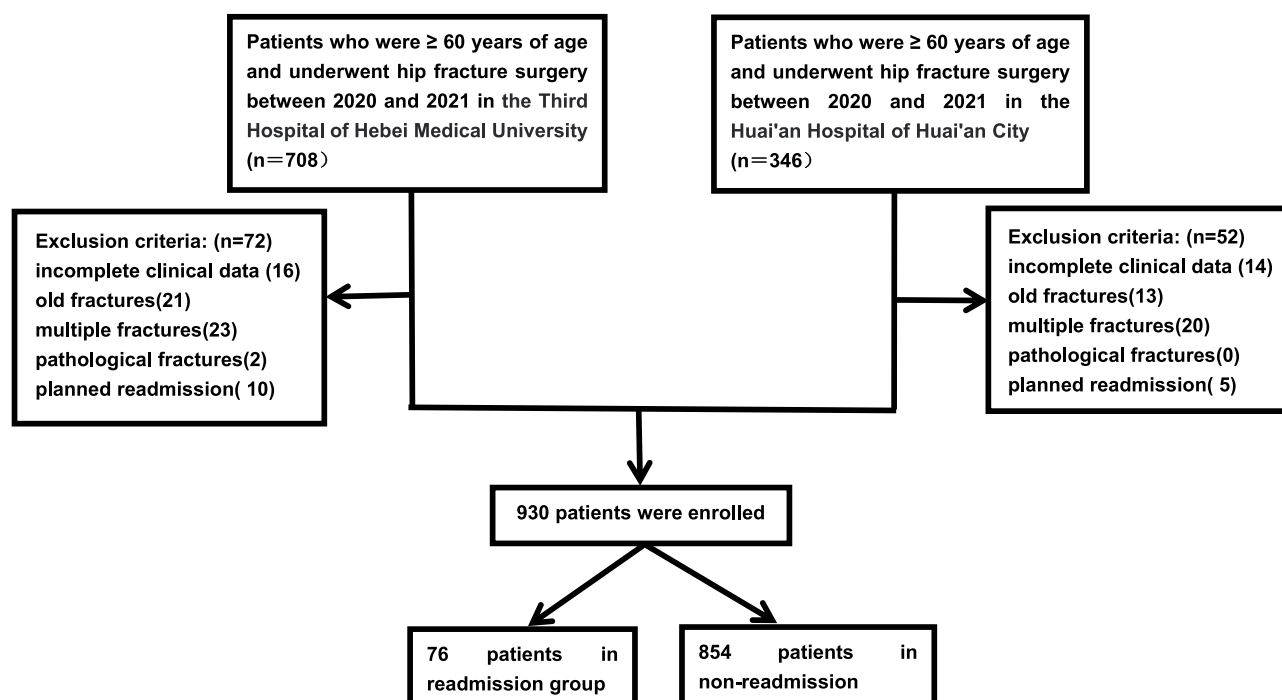 Patients who were ≥ 60 years of age
and underwent hip fracture surgery
between 2020 and 2021 in the Third
Hospital of Hebei Medical University
(n＝708）
Patients who were ≥ 60 years of age
and underwent hip fracture surgery
between 2020 and 2021 in the
Huai'an Hospital of Huai'an City
(n＝346）
Exclusion criteria: (n=72)
incomplete clinical data (16)
old fractures(21)
multiple fractures(23)
pathological fractures(2)
planned readmission( 10)
Exclusion criteria: (n=52)
incomplete clinical data (14)
old fractures(13)
multiple fractures(20)
pathological fractures(0)
planned readmission( 5)
930 patients were enrolled
76 patients in
readmission group
854 patients in
non-readmission